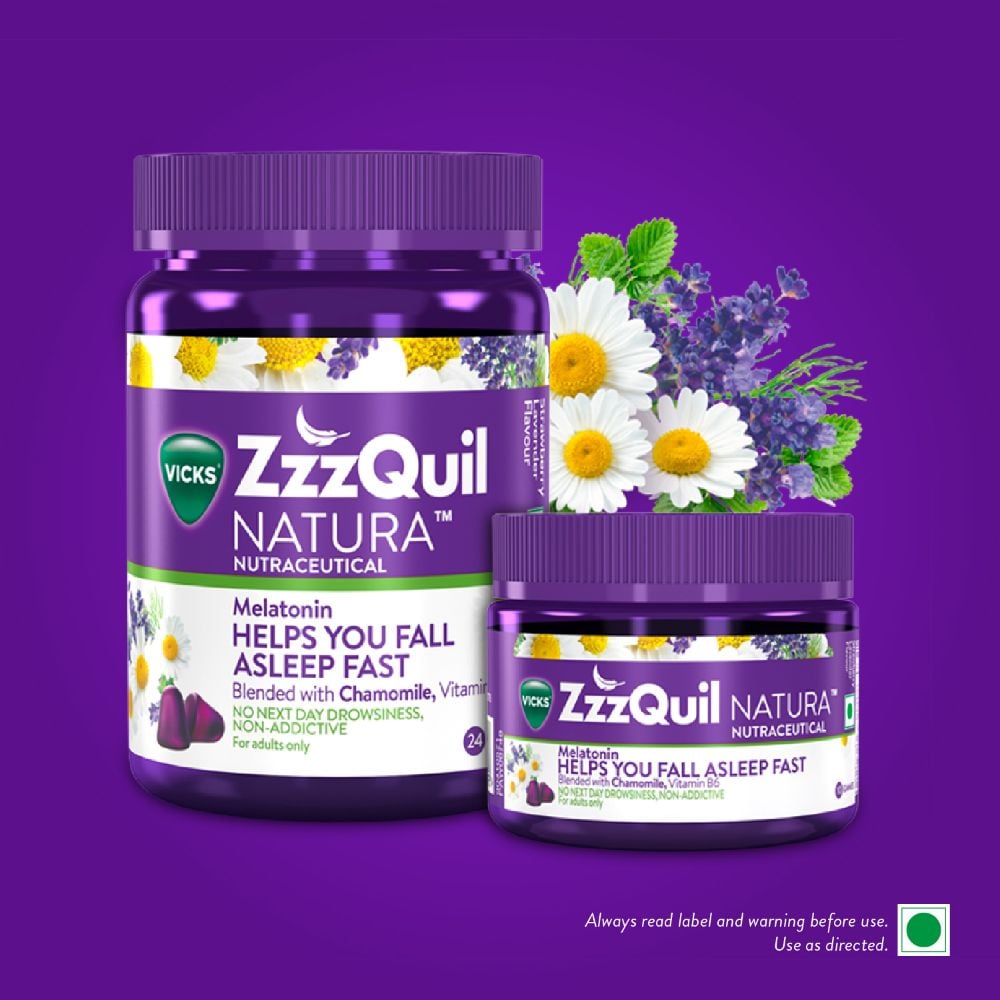 Strawberry
Lavender
Flavour
VICKS
ZzzQuil
NATURA™
NUTRACEUTICAL
Melatonin
HELPS YOU FALL
ASLEEP FAST
Blended with Chamomile, Vitamin
NO NEXT DAY DROWSINESS,
NON-ADDICTIVE
For adults only
24
VICKS
ZzzQuil NATURA™
NUTRACEUTICAL
Melatonin
HELPS YOU FALL ASLEEP FAST
Blended with Chamomile, Vitamin B6
NO NEXT DAY DROWSINESS, NON-ADDICTIVE
For adults only
Always read label and warning before use.
Use as directed.